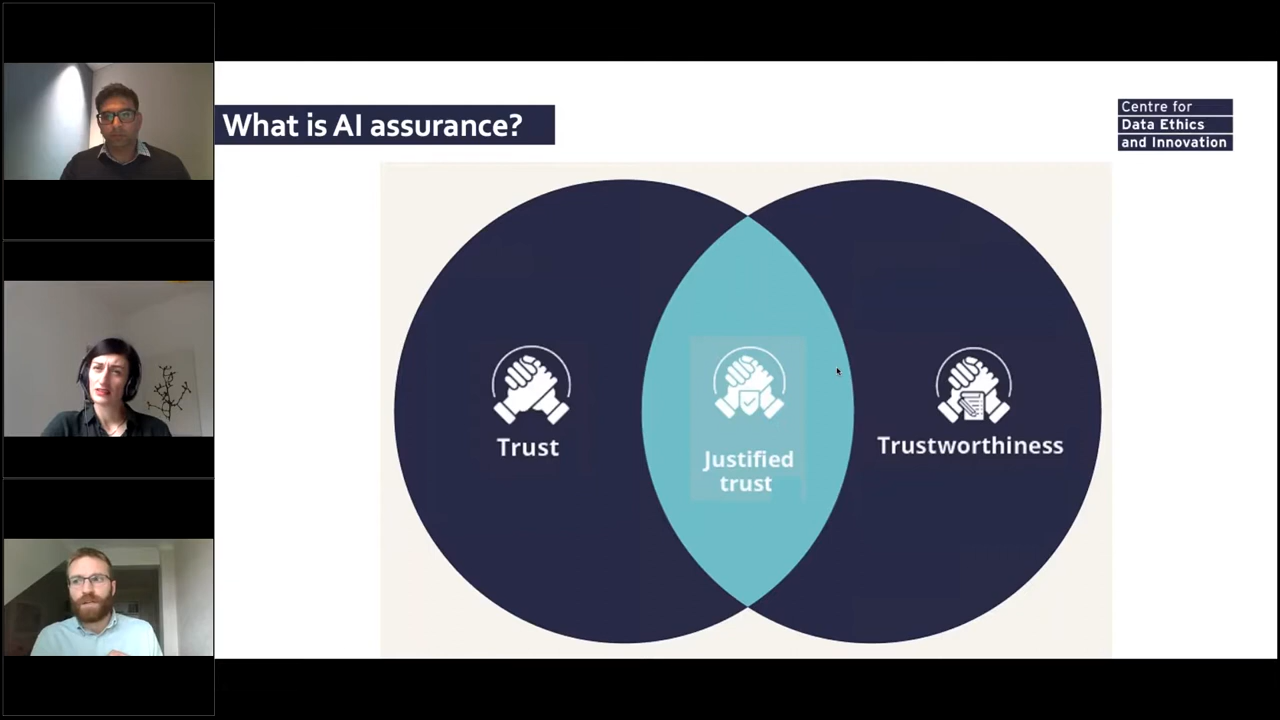 What is AI assurance?
Centre for
Data Ethics
and Innovation
Trust
Justified
trust
Trustworthiness